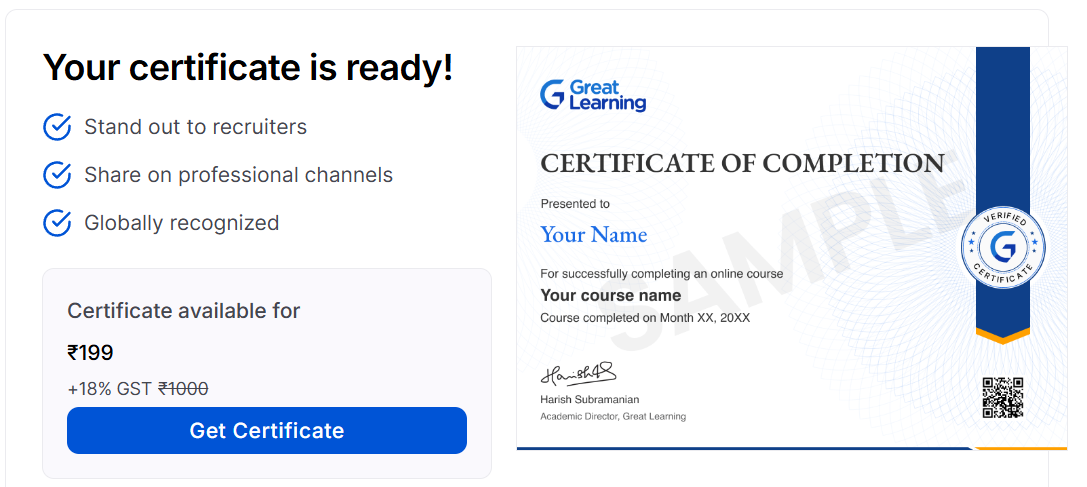 Your certificate is ready!
Stand out to recruiters
Share on professional channels
Globally recognized
Certificate available for
₹199
+18% GST ₹1000
Get Certificate
Great
Learning
CERTIFICATE OF COMPLETION
Presented to
Your Name
For successfully completing an online course
Your course name
Course completed on Month XX, 20XX
Harish Subramanian
Academic Director, Great Learning
SAMPLE
VERIFIED
G
CERTIFICATE